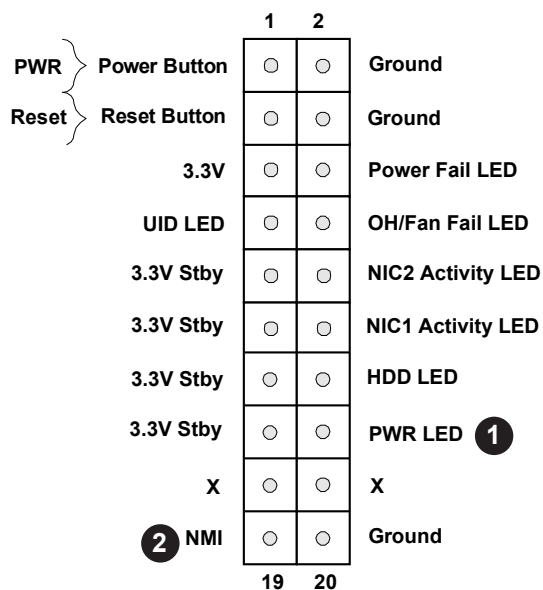 1 2
PWR Power Button Ground
Reset Reset Button Ground
3.3V Power Fail LED
UID LED OH/Fan Fail LED
3.3V Stby NIC2 Activity LED
3.3V Stby NIC1 Activity LED
3.3V Stby HDD LED
3.3V Stby PWR LED 1
X X
2 NMI Ground
19 20